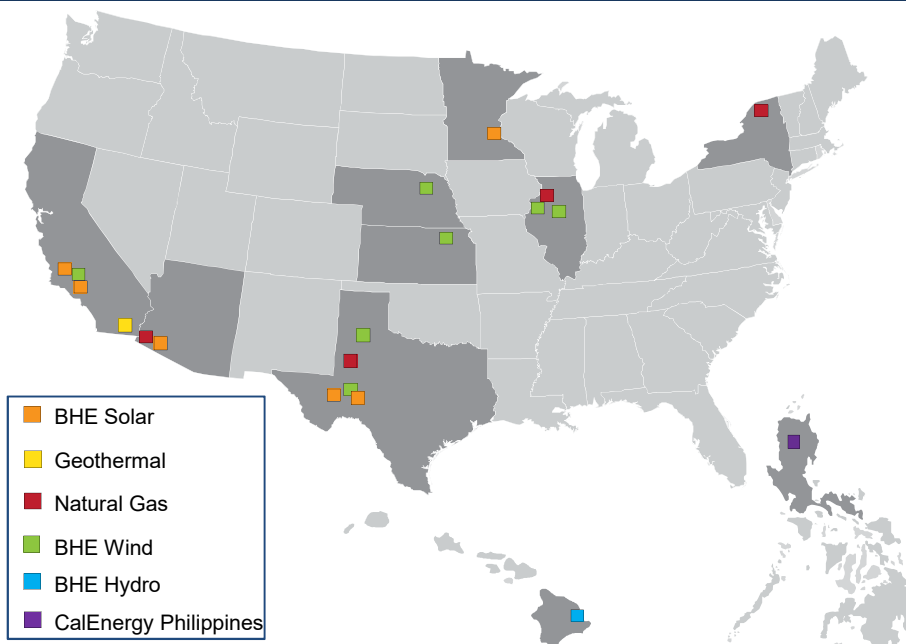 BHE Solar
Geothermal
Natural Gas
BHE Wind
BHE Hydro
CalEnergy Philippines